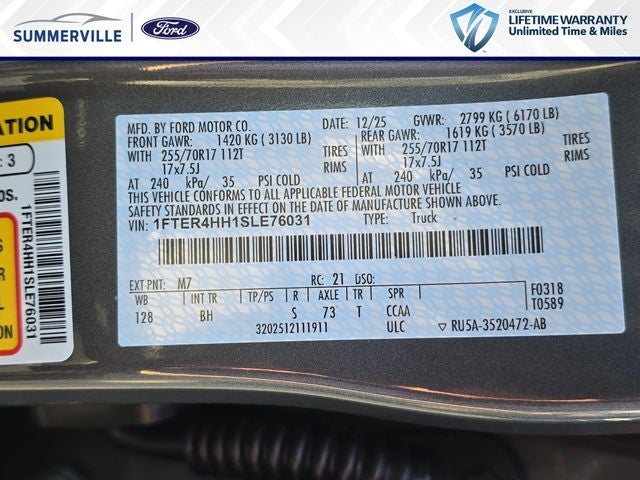 SUMMERVILLE
Ford
EXCLUSIVE
LIFETIME WARRANTY
Unlimited Time & Miles
ATION
: 3
OS.
S
R
L
ION
1FTER4HH1SLE76031
MFD. BY FORD MOTOR CO.
DATE: 12/25 GVWR: 2799 KG ( 6170 LB)
FRONT GAWR: 1420 KG ( 3130 LB)
REAR GAWR: 1619 KG ( 3570 LB)
WITH 255/70R17 112T TIRES
WITH 255/70R17 112T TIRES
17x7.5J RIMS
17x7.5J RIMS
AT 240 kPa/ 35 PSI COLD
AT 240 kPa/ 35 PSI COLD
THIS VEHICLE CONFORMS TO ALL APPLICABLE FEDERAL MOTOR VEHICLE
SAFETY STANDARDS IN EFFECT ON THE DATE OF MANUFACTURE SHOWN ABOVE.
VIN: 1FTER4HH1SLE76031 TYPE: Truck
EXT PNT: M7 RC: 21 DSO:
WB INT TR TP/PS R AXLE TR SPR
F0318
128 BH S 73 T CCAA
T0589
3202512111911 ULC ▽ RU5A-3520472-AB